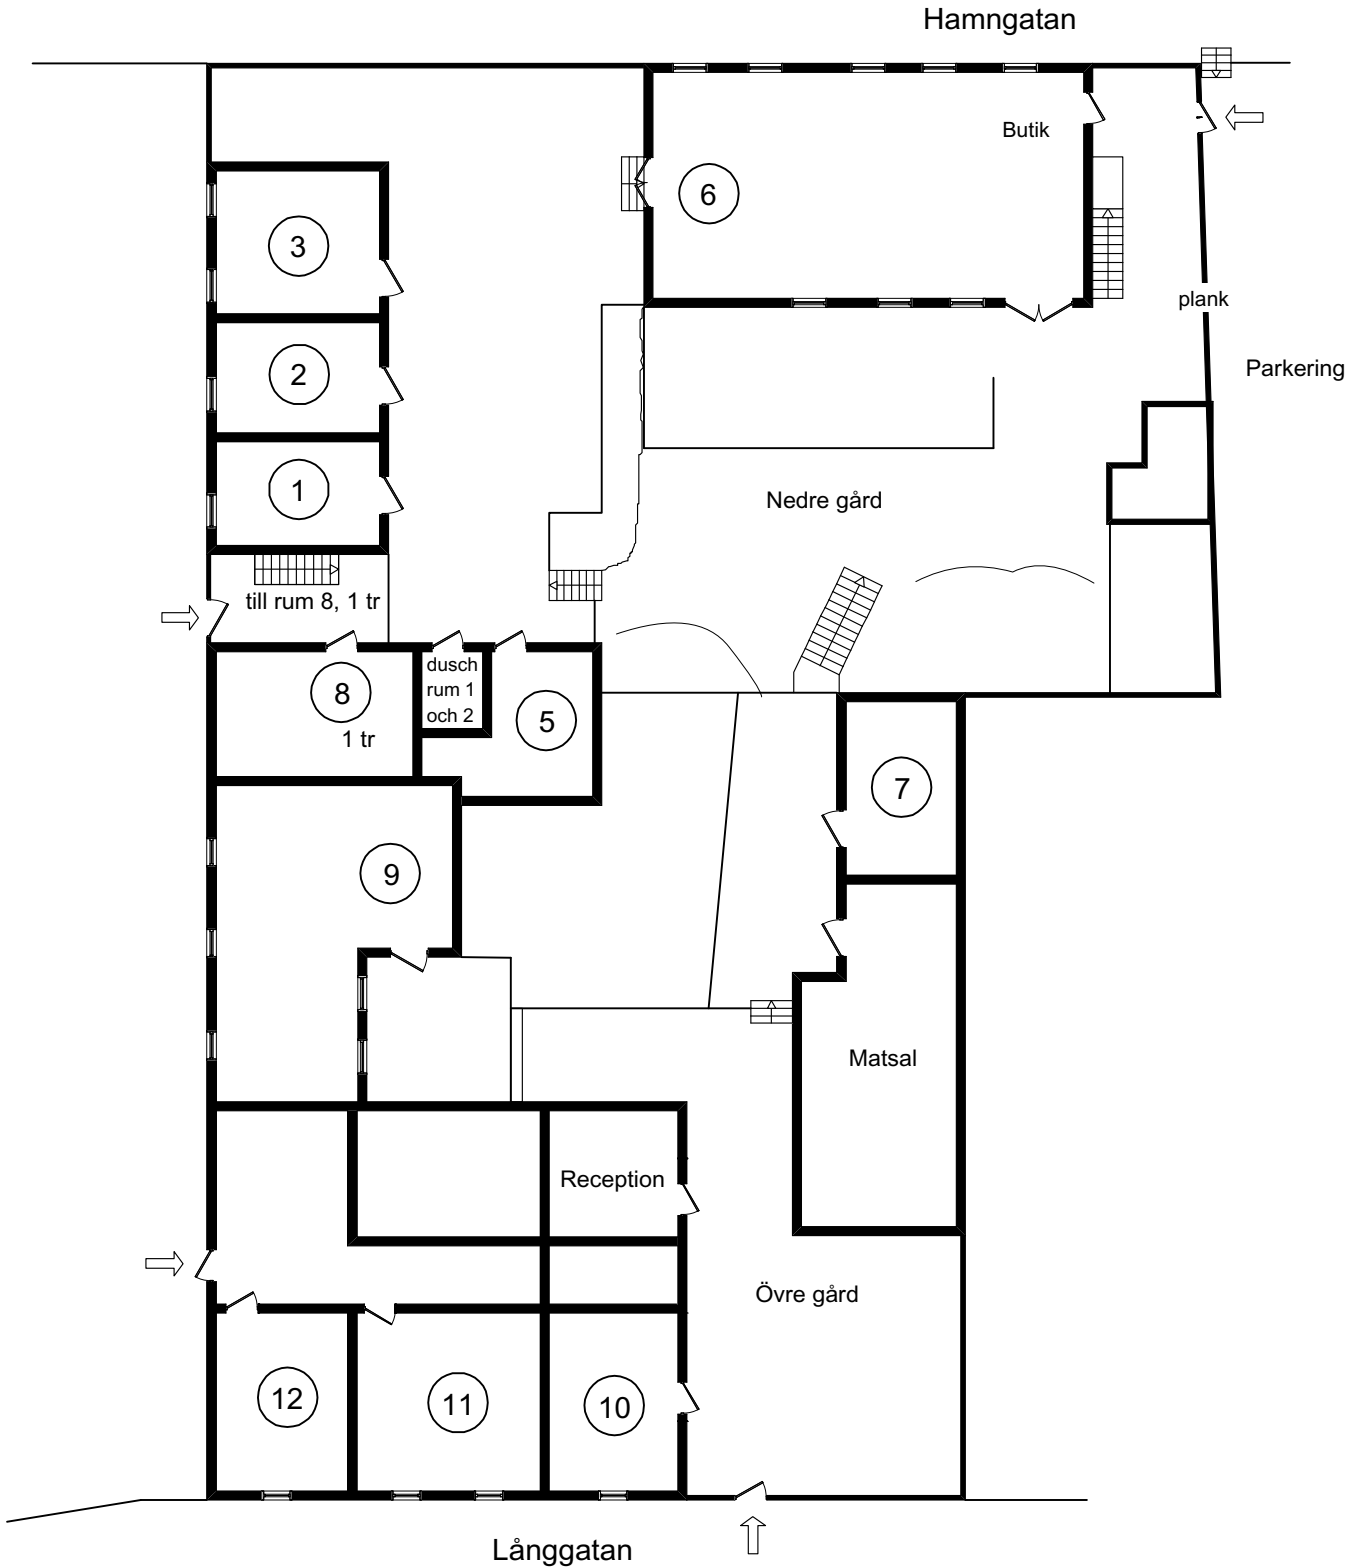 Hamngatan
Butik
6
3
plank
2
Parkering
1
Nedre gård
till rum 8, 1 tr
dusch
rum 1
och 2
8
1 tr
5
7
9
Matsal
Reception
Övre gård
12
11
10
Långgatan